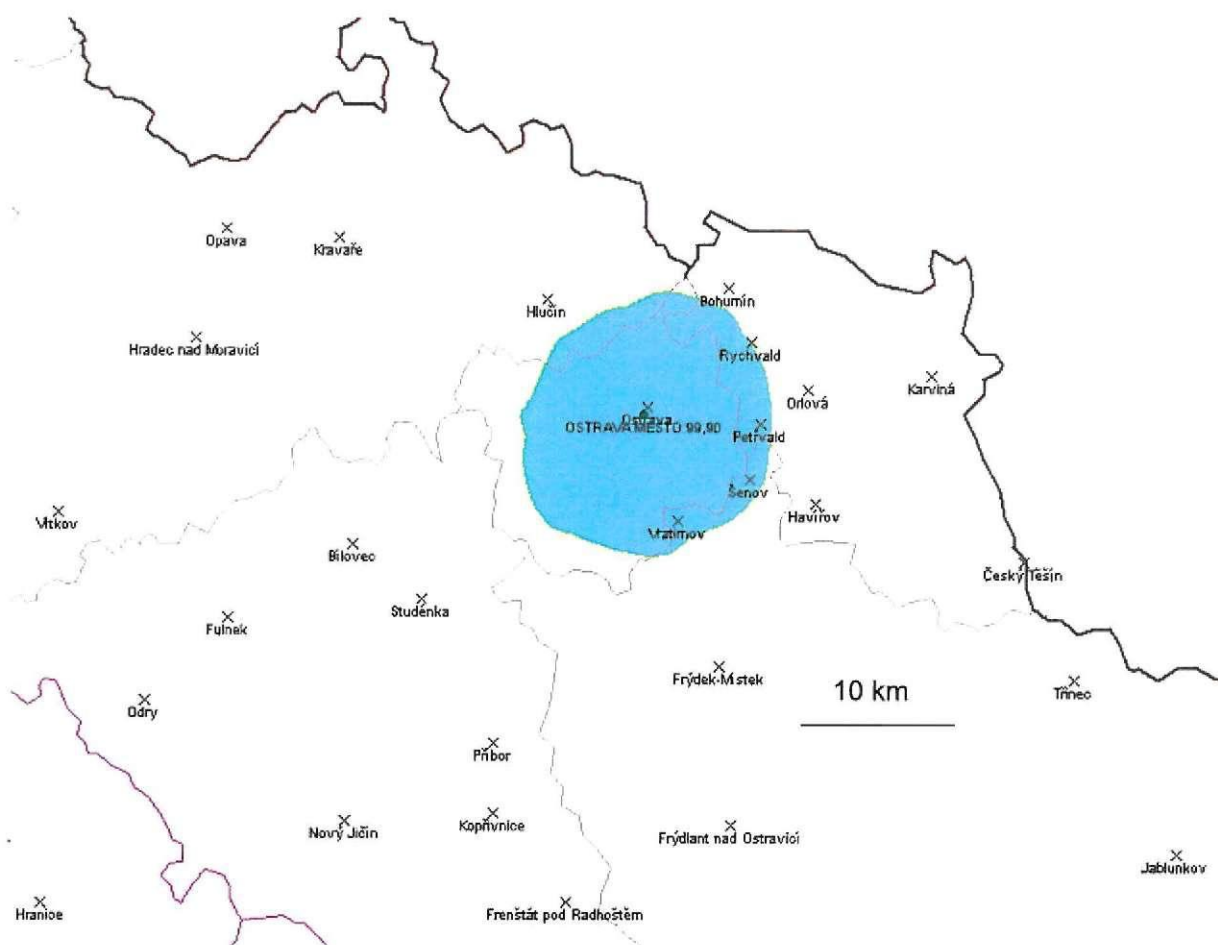 Opava
Kravaře
Bohumín
Hlučín
Hradec nad Moravicí
Rychvald
Karviná
Orlová
Ostrava
OSTRAVA MESTO 99,90
Petřvald
Šenov
Havířov
Vítkov
Vratimov
Bílovec
Český Těšín
Studénka
Fulnek
Frýdek-Místek
10 km
Třinec
Odry
Příbor
Nový Jičín
Kopřivnice
Frýdlant nad Ostravicí
Jablunkov
Hranice
Frenštát pod Radhoštěm